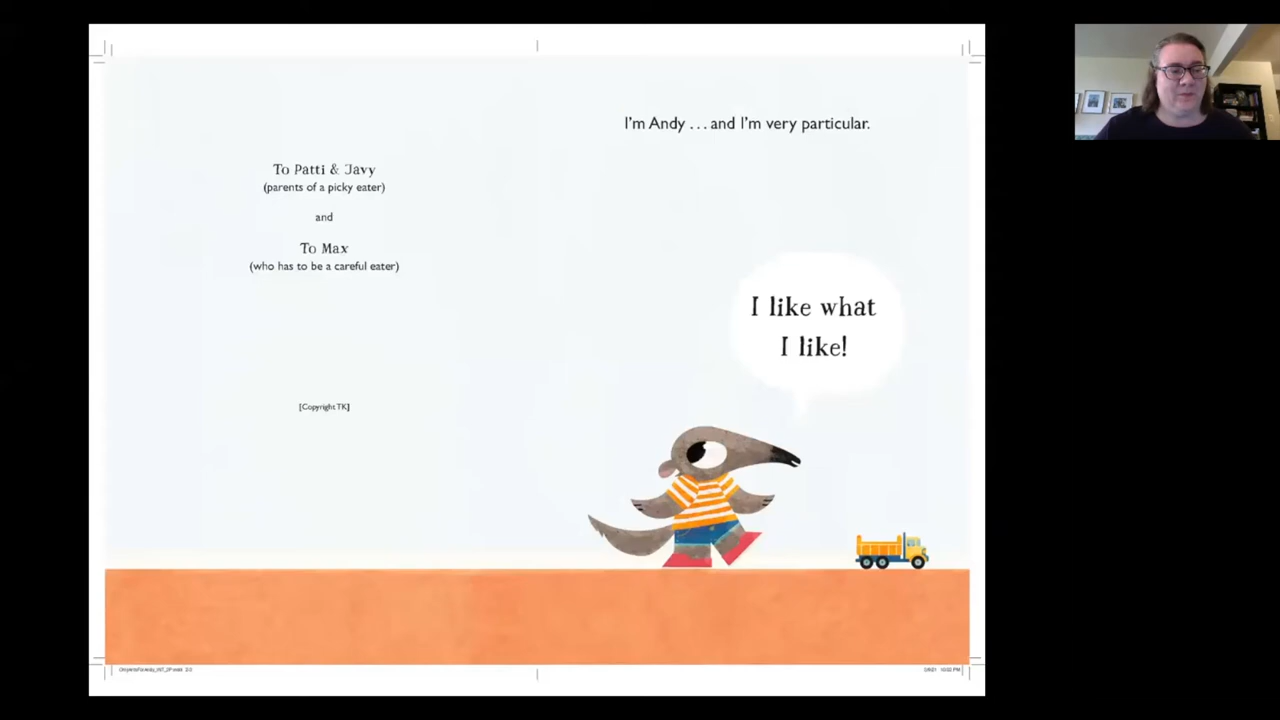 I'm Andy . . . and I'm very particular.
To Patti & Javy
(parents of a picky eater)
and
To Max
(who has to be a careful eater)
I like what
I like!
[Copyright TK]